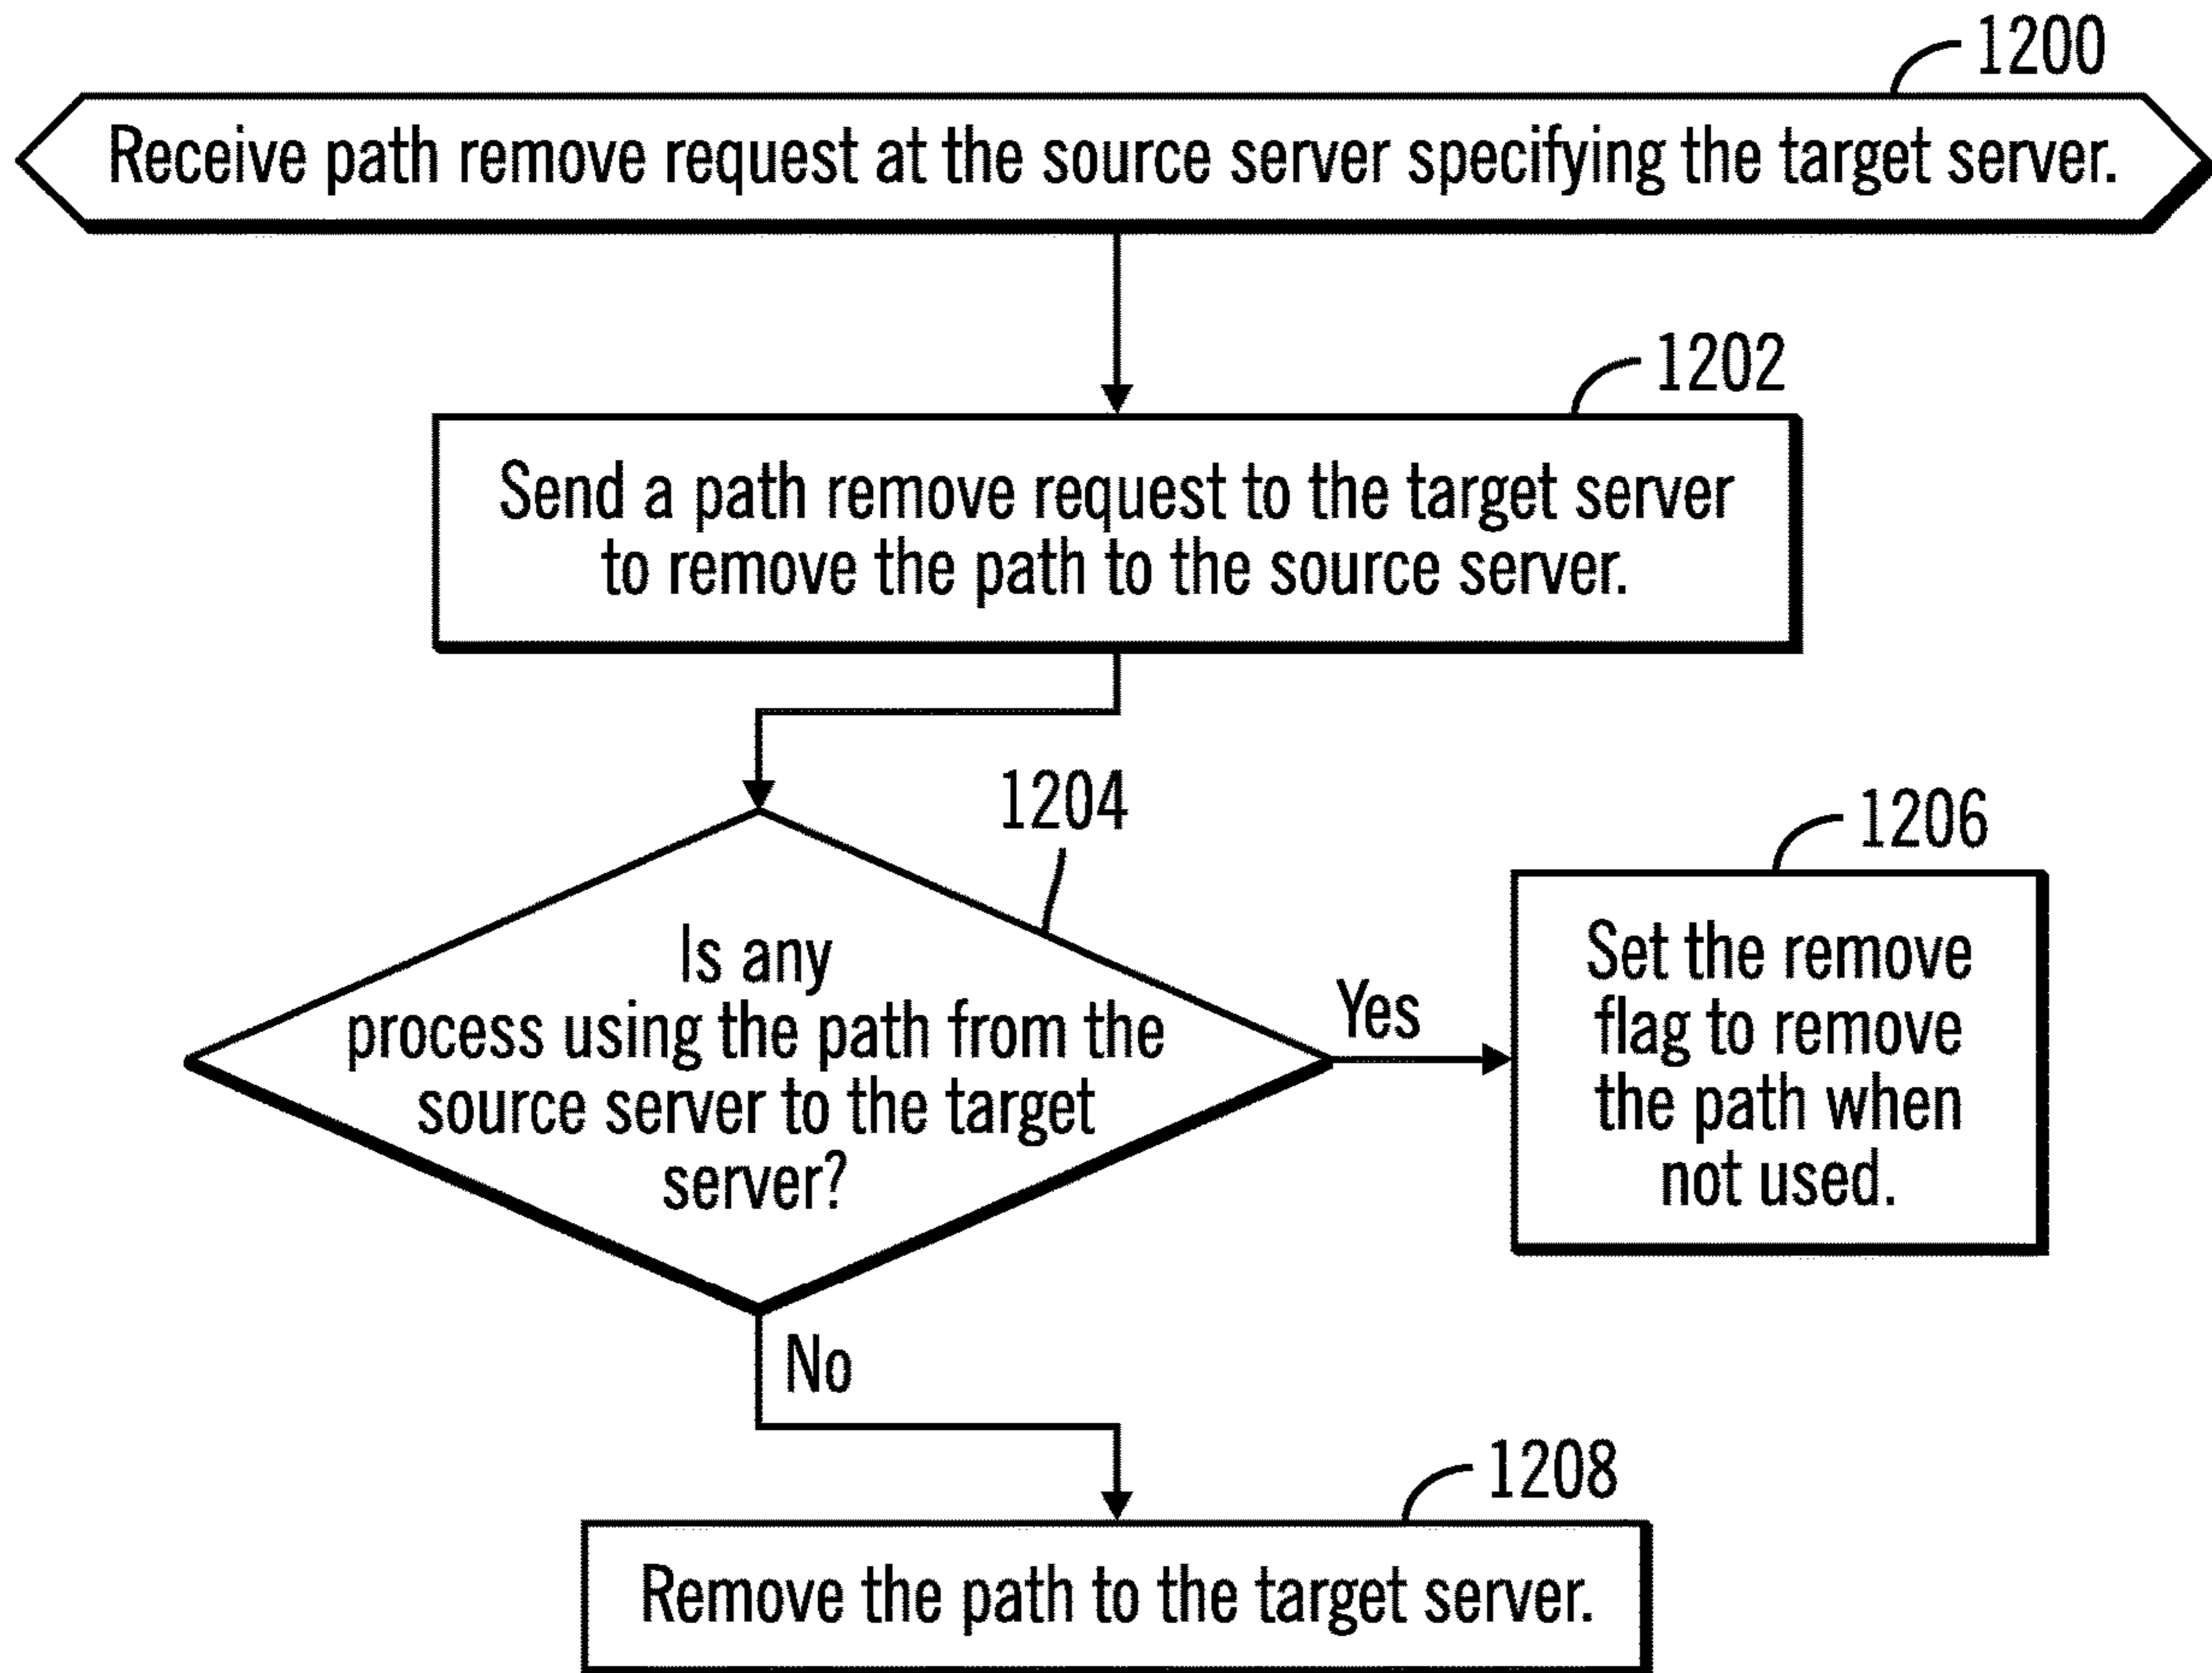 1200
Receive path remove request at the source server specifying the target server.
1202
Send a path remove request to the target server
to remove the path to the source server.
1204
Is any
process using the path from the
source server to the target
server?
Yes
1206
Set the remove
flag to remove
the path when
not used.
No
1208
Remove the path to the target server.